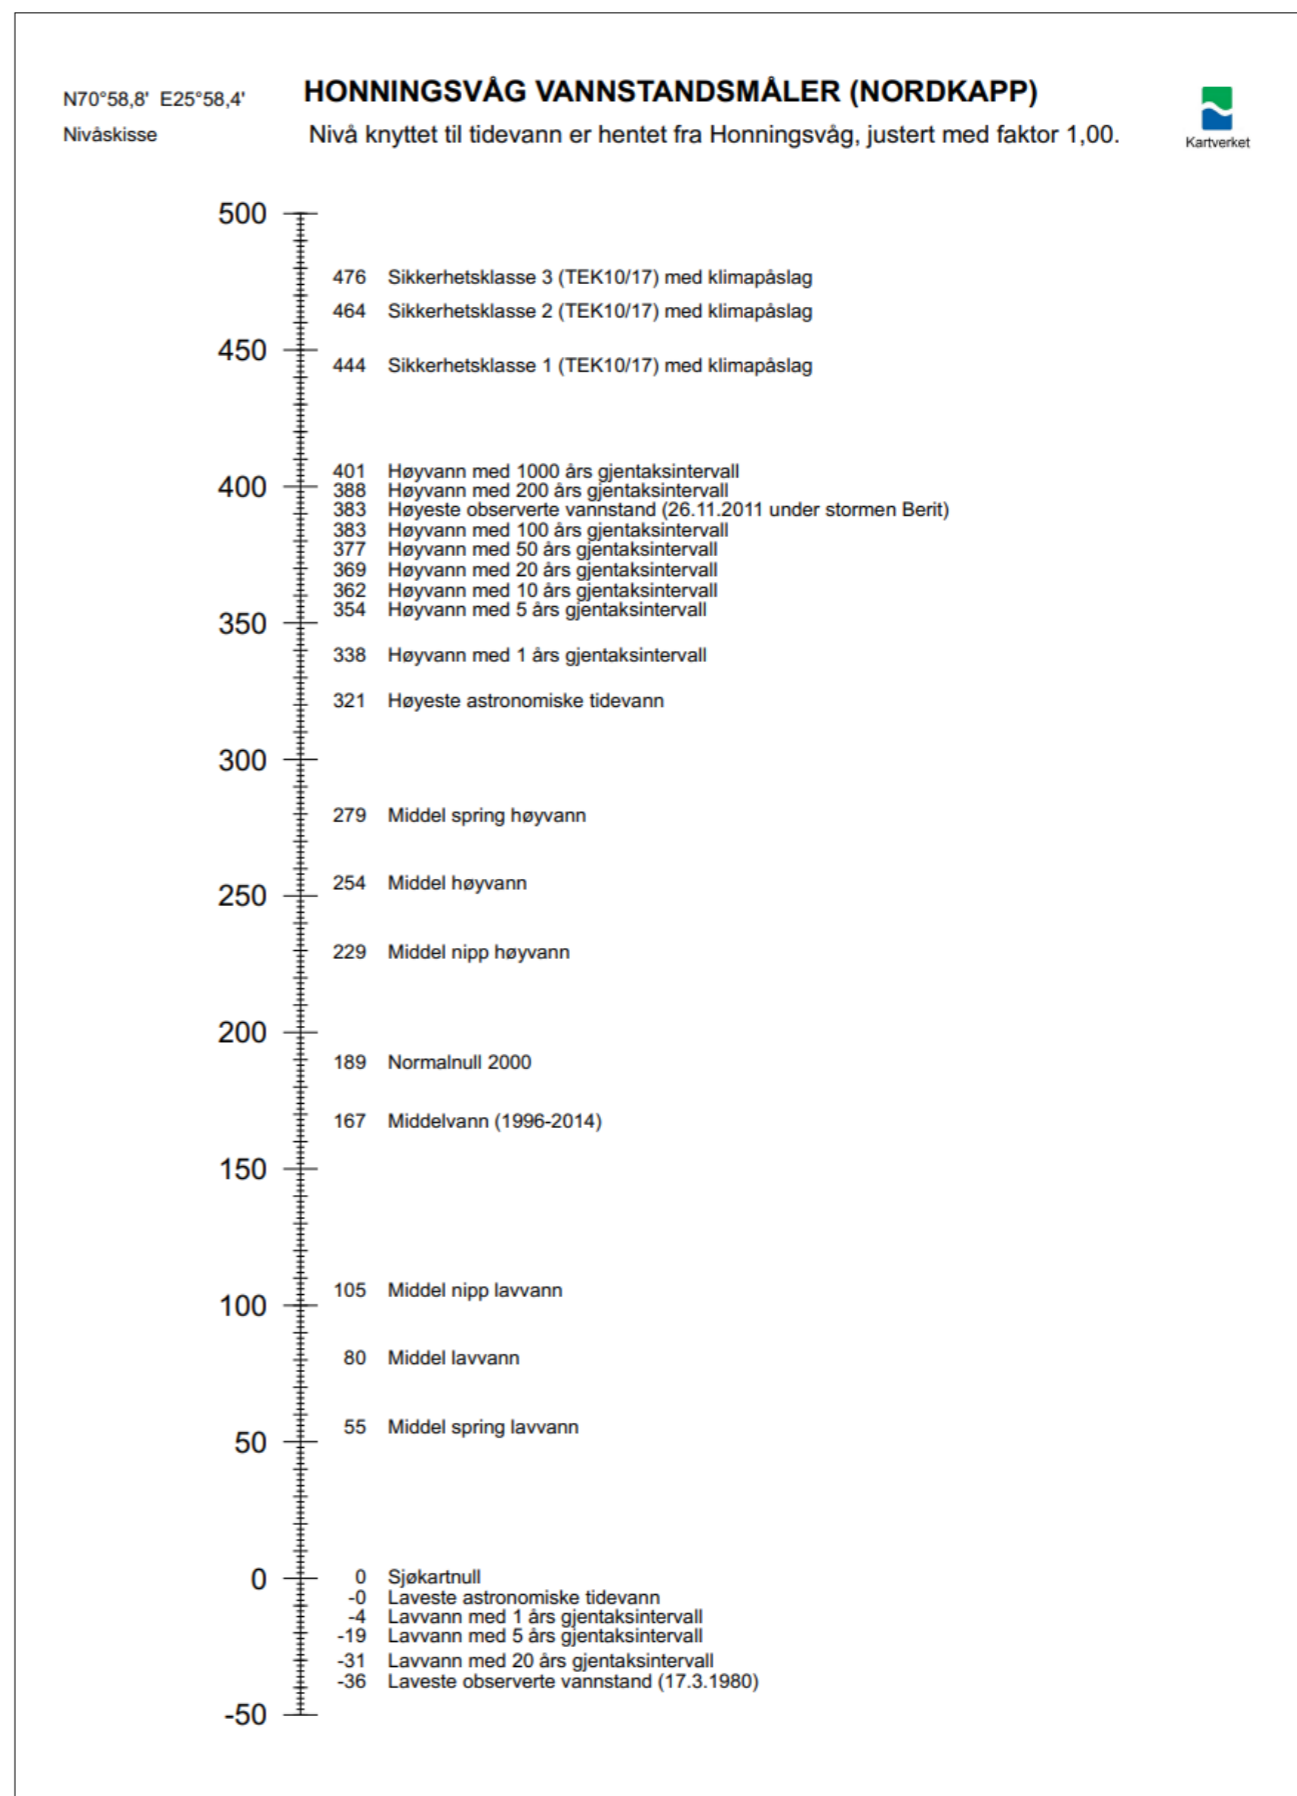 N70°58,8' E25°58,4'
HONNINGSVÅG VANNSTANDSMÅLER (NORDKAPP)
Nivåskisse
Nivå knyttet til tidevann er hentet fra Honningsvåg, justert med faktor 1,00.
Kartverket
500
476 Sikkerhetsklasse 3 (TEK10/17) med klimapåslag
464 Sikkerhetsklasse 2 (TEK10/17) med klimapåslag
450
444 Sikkerhetsklasse 1 (TEK10/17) med klimapåslag
401 Høyvann med 1000 års gjentaksintervall
400
388 Høyvann med 200 års gjentaksintervall
383 Høyeste observerte vannstand (26.11.2011 under stormen Berit)
383 Høyvann med 100 års gjentaksintervall
377 Høyvann med 50 års gjentaksintervall
369 Høyvann med 20 års gjentaksintervall
362 Høyvann med 10 års gjentaksintervall
354 Høyvann med 5 års gjentaksintervall
350
338 Høyvann med 1 års gjentaksintervall
321 Høyeste astronomiske tidevann
300
279 Middel spring høyvann
254 Middel høyvann
250
229 Middel nipp høyvann
200
189 Normalnull 2000
167 Middelvann (1996-2014)
150
105 Middel nipp lavvann
100
80 Middel lavvann
55 Middel spring lavvann
50
0
0 Sjøkartnull
-0 Laveste astronomiske tidevann
-4 Lavvann med 1 års gjentaksintervall
-19 Lavvann med 5 års gjentaksintervall
-31 Lavvann med 20 års gjentaksintervall
-36 Laveste observerte vannstand (17.3.1980)
-50